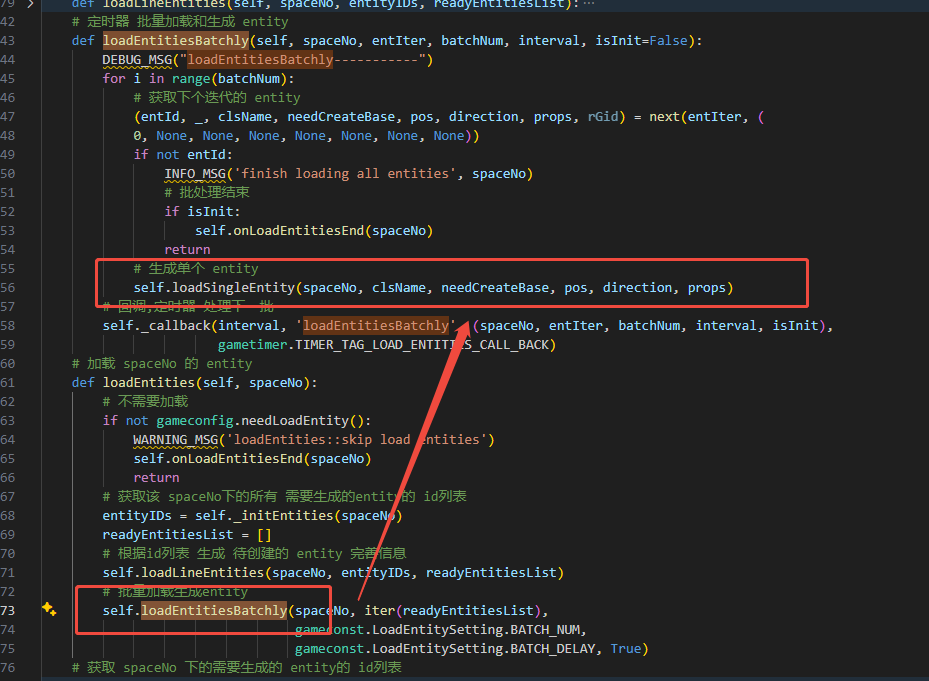 79 def loadLineEntities(self, spaceNo, entityIDs, readyEntitiesList): ...
42 # 定时器 批量加载和生成 entity
43 def loadEntitiesBatchly(self, spaceNo, entIter, batchNum, interval, isInit=False):
44 DEBUG_MSG("loadEntitiesBatchly-----------")
45 for i in range(batchNum):
46 # 获取下个迭代的 entity
47 (entId, _, clsName, needCreateBase, pos, direction, props, rGid) = next(entIter, (
48 0, None, None, None, None, None, None, None))
49 if not entId:
50 INFO_MSG('finish loading all entities', spaceNo)
51 # 批处理结束
52 if isInit:
53 self.onLoadEntitiesEnd(spaceNo)
54 return
55 # 生成单个 entity
56 self.loadSingleEntity(spaceNo, clsName, needCreateBase, pos, direction, props)
57 # 回调,定时器 处理下一批
58 self._callback(interval, 'loadEntitiesBatchly', (spaceNo, entIter, batchNum, interval, isInit),
59 gametimer.TIMER_TAG_LOAD_ENTITIES_CALL_BACK)
60 # 加载 spaceNo 的 entity
61 def loadEntities(self, spaceNo):
62 # 不需要加载
63 if not gameconfig.needLoadEntity():
64 WARNING_MSG('loadEntities::skip load entities')
65 self.onLoadEntitiesEnd(spaceNo)
66 return
67 # 获取该 spaceNo下的所有 需要生成的entity的 id列表
68 entityIDs = self._initEntities(spaceNo)
69 readyEntitiesList = []
70 # 根据id列表 生成 待创建的 entity 完善信息
71 self.loadLineEntities(spaceNo, entityIDs, readyEntitiesList)
72 # 批量加载生成entity
73 self.loadEntitiesBatchly(spaceNo, iter(readyEntitiesList),
74 gameconst.LoadEntitySetting.BATCH_NUM,
75 gameconst.LoadEntitySetting.BATCH_DELAY, True)
76 # 获取 spaceNo 下的需要生成的 entity的 id列表